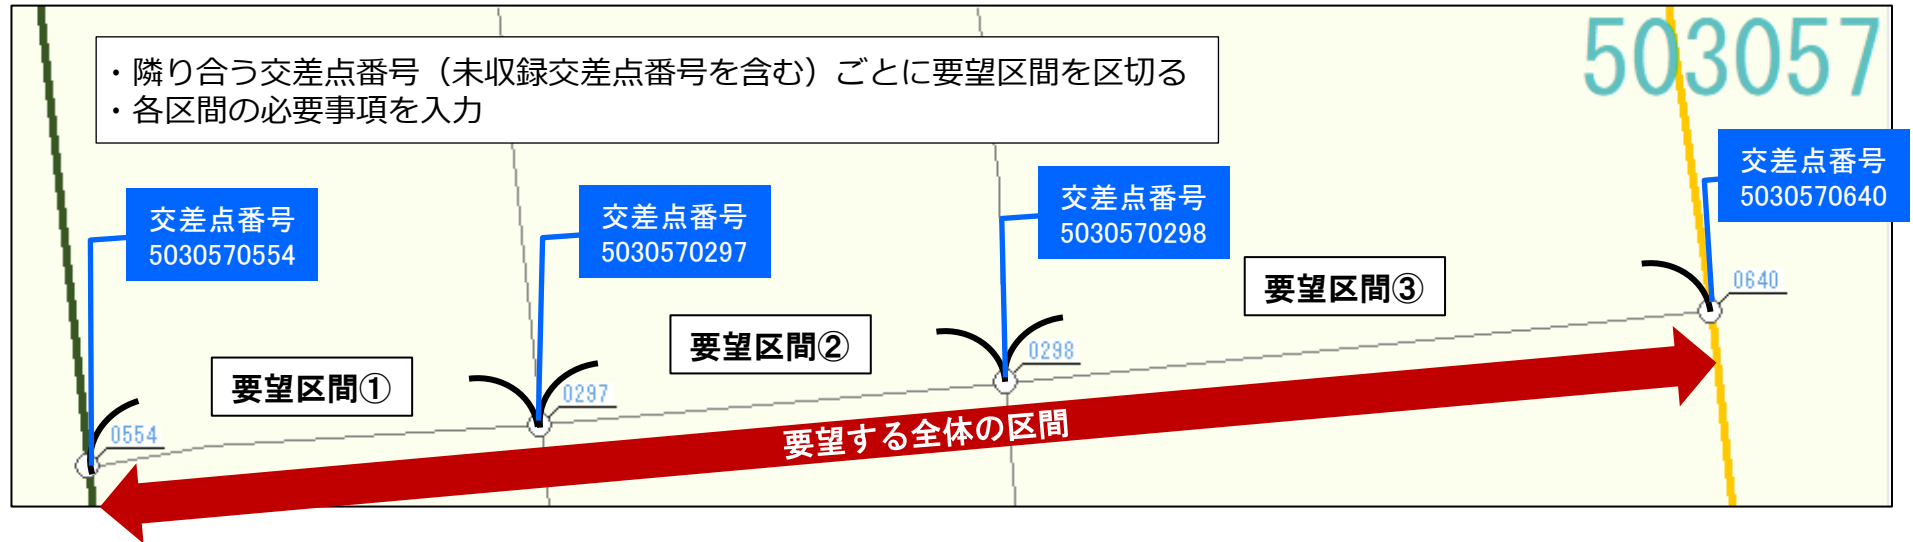 503057
・隣り合う交差点番号（未収録交差点番号を含む）ごとに要望区間を区切る
・各区間の必要事項を入力
交差点番号
5030570554
交差点番号
5030570297
交差点番号
5030570298
交差点番号
5030570640
要望区間①
要望区間②
要望区間③
0554
0297
0298
0640
要望する全体の区間